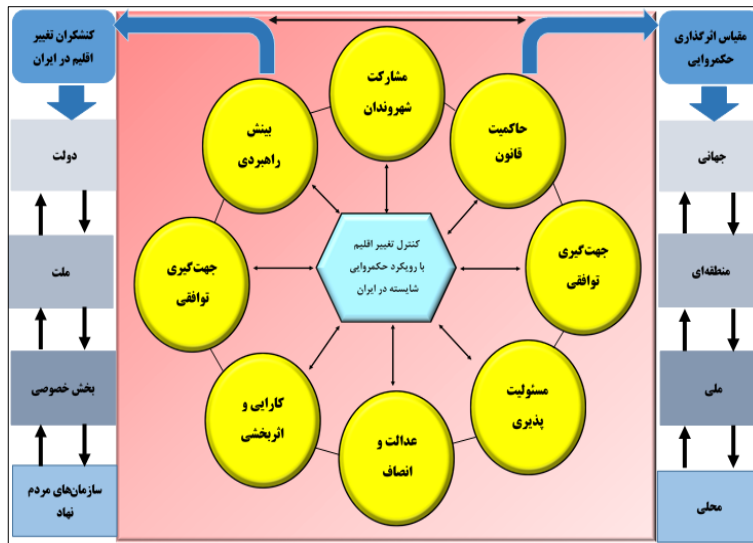 مقیاس اثرگذاری
حکمروایی
جهانی
منطقه‌ای
ملی
محلی
مشارکت
شهروندان
حاکمیت
قانون
جهت‌گیری
توافقی
مسئولیت
پذیری
عدالت و
انصاف
کارایی و
اثربخشی
جهت‌گیری
توافقی
بینش
راهبردی
کنترل تغییر اقلیم
با رویکرد حکمروایی
شایسته در ایران
کنشگران تغییر
اقلیم در ایران
دولت
ملت
بخش خصوصی
سازمان‌های مردم
نهاد